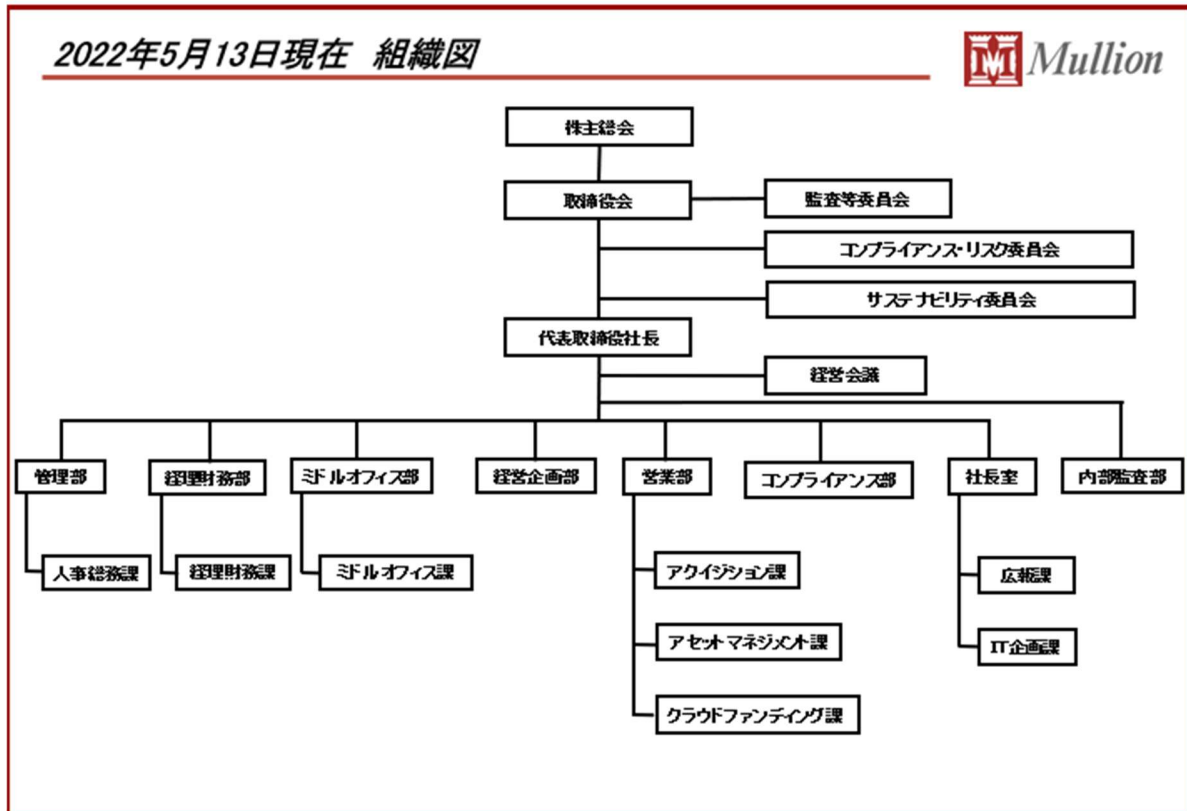 2022年5月13日現在 組織図
Mullion
株主総会
取締役会
監査等委員会
コンプライアンス・リスク委員会
サステナビリティ委員会
代表取締役社長
経営会議
管理部
経理財務部
ミドルオフィス部
経営企画部
営業部
コンプライアンス部
社長室
内部監査部
人事総務課
経理財務課
ミドルオフィス課
アクイジション課
広報課
アセットマネジメント課
IT企画課
クラウドファンディング課